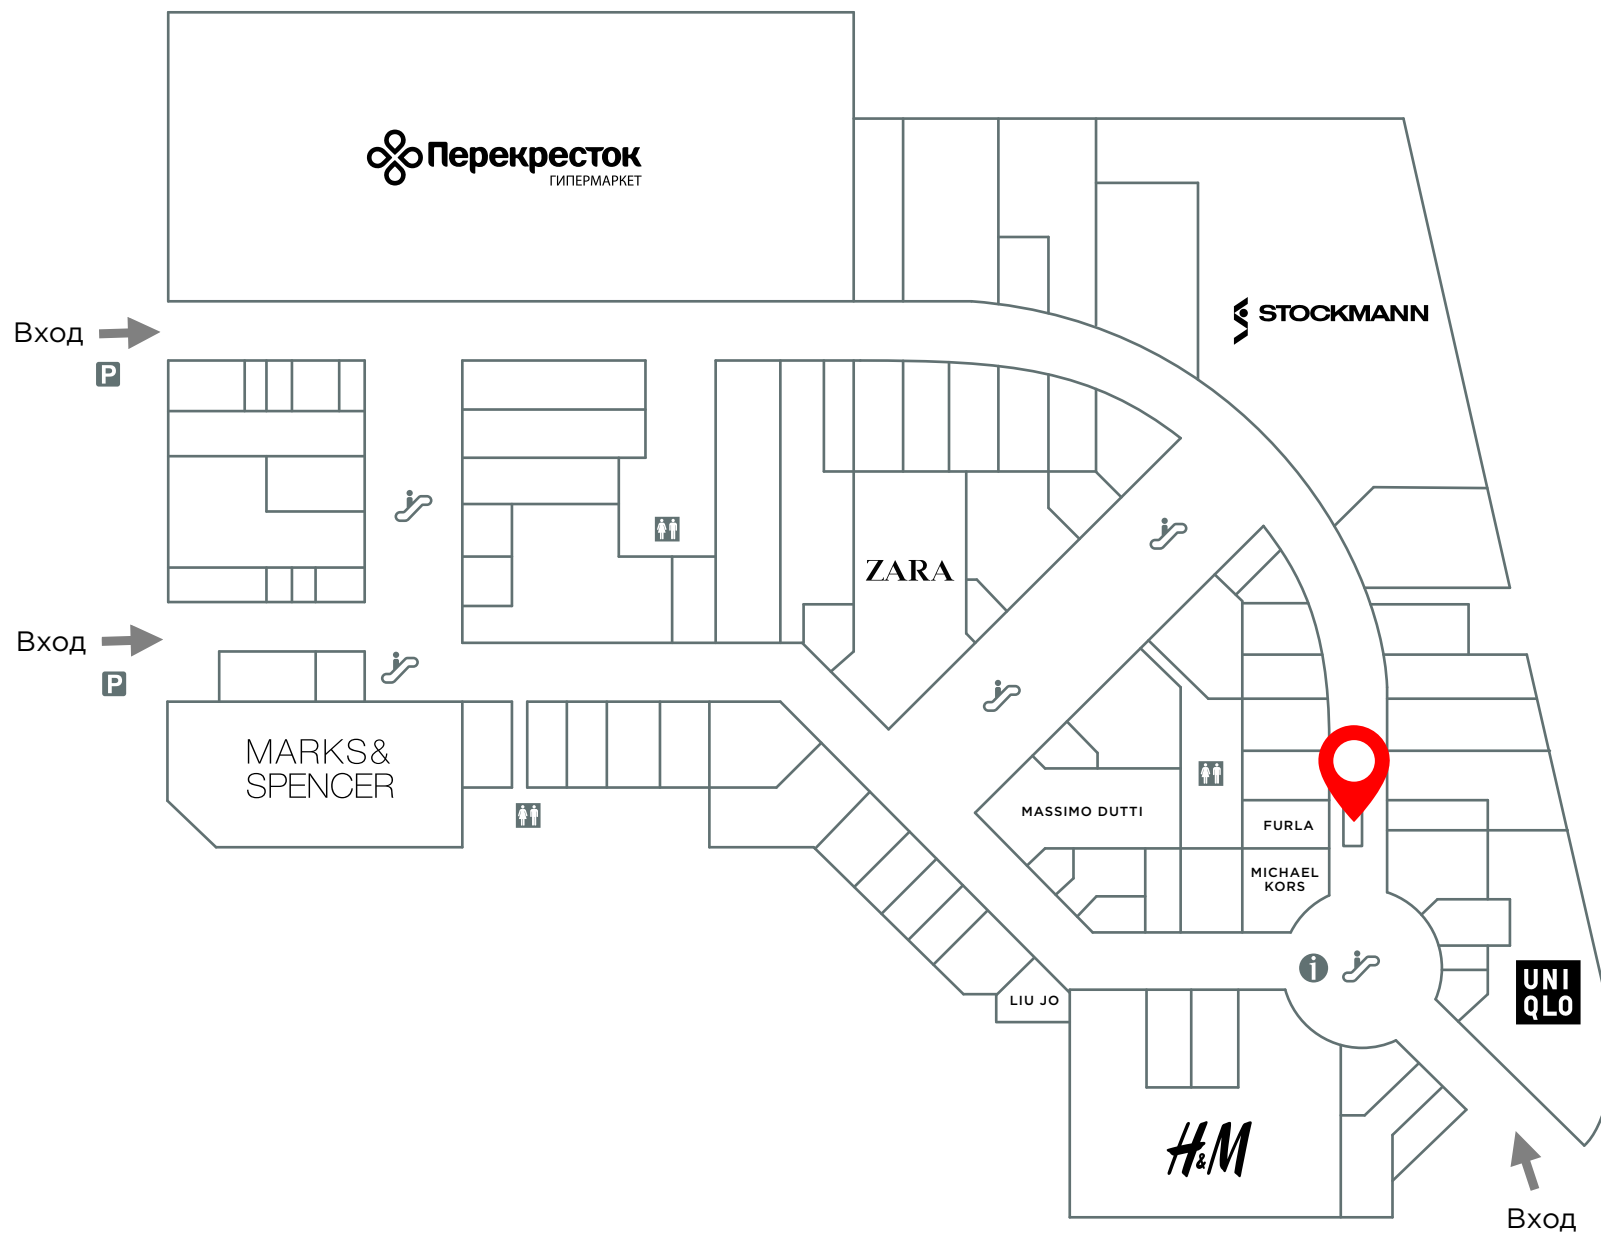 Перекресток
ГИПЕРМАРКЕТ
STOCKMANN
Вход
P
ZARA
Вход
P
MARKS&
SPENCER
MASSIMO DUTTI
FURLA
MICHAEL
KORS
i
UNI
QLO
LIU JO
H&M
Вход